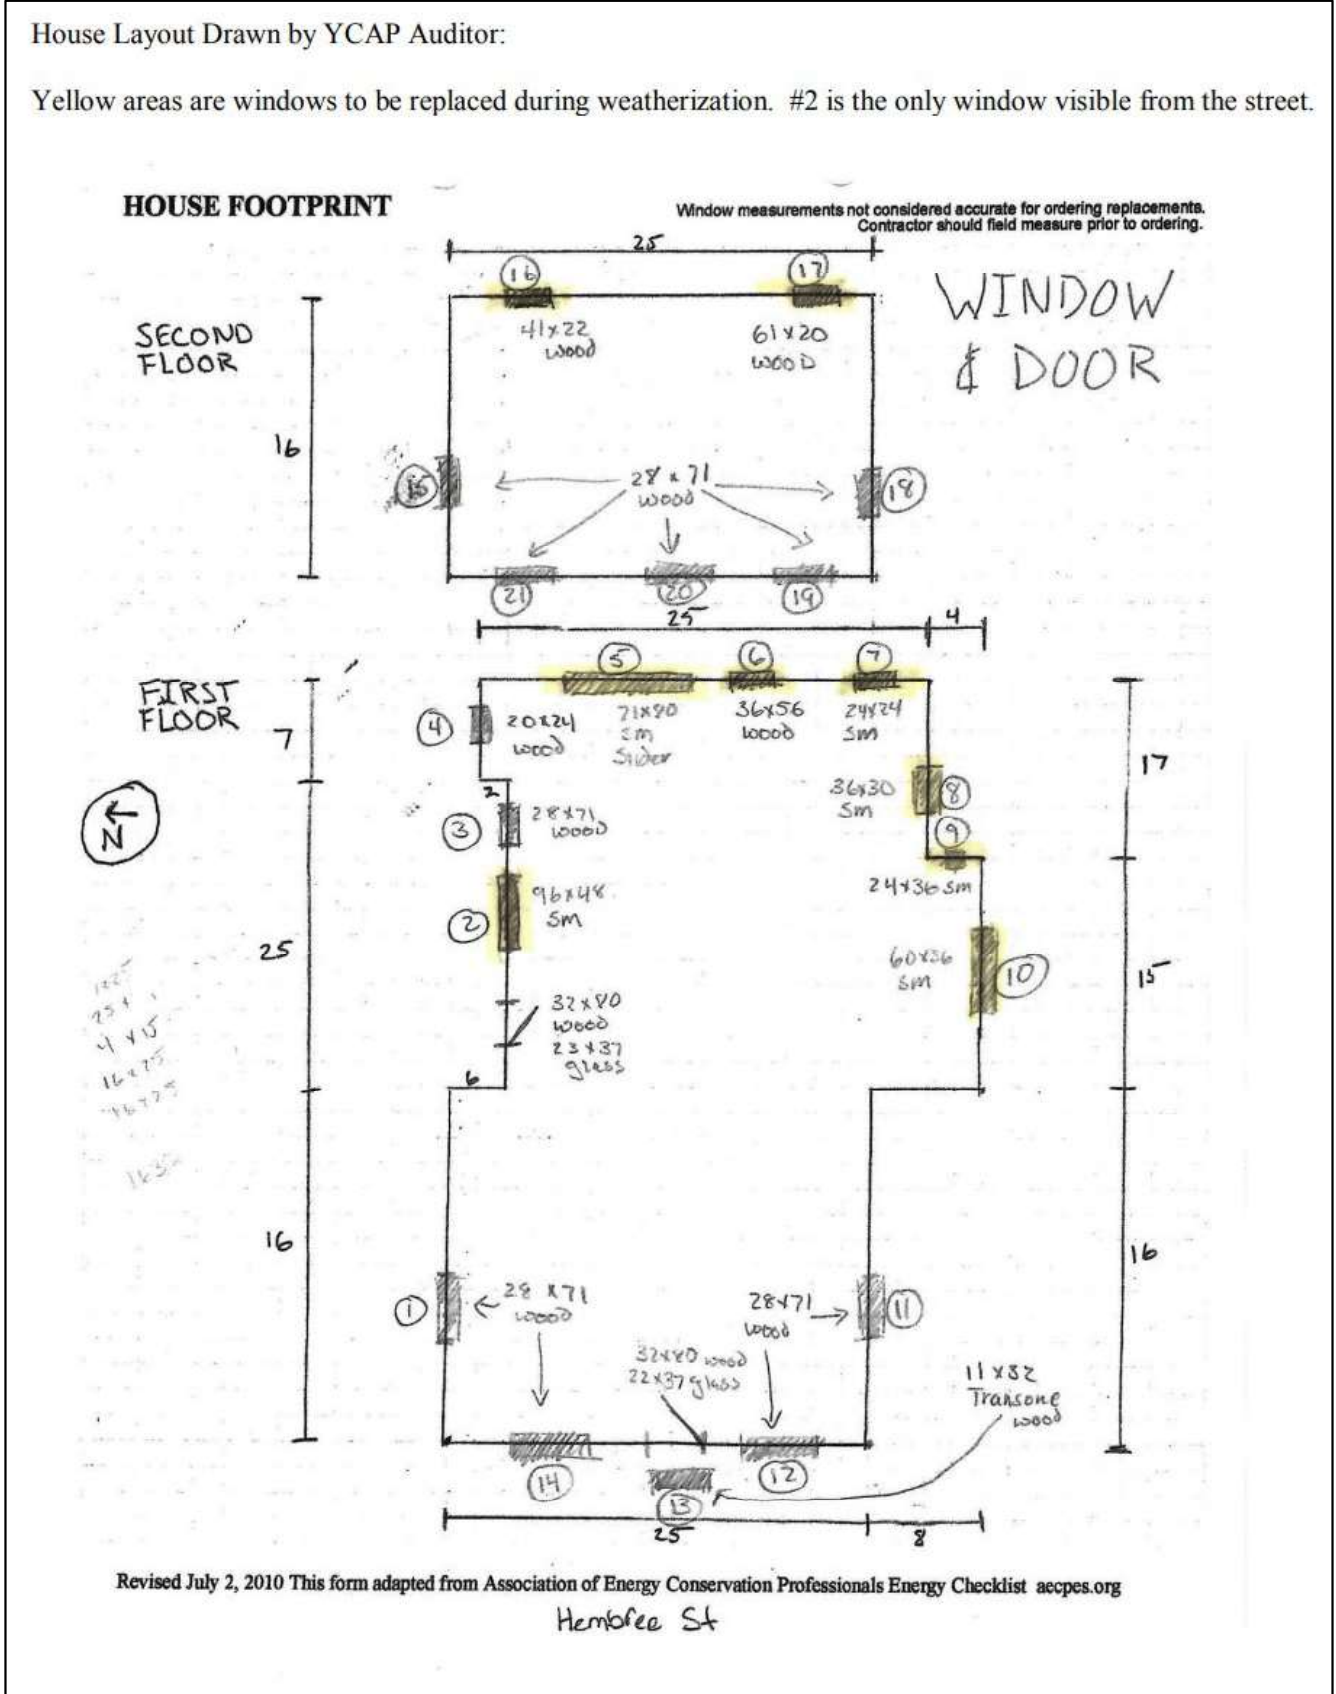 House Layout Drawn by YCAP Auditor:
Yellow areas are windows to be replaced during weatherization. #2 is the only window visible from the street.
HOUSE FOOTPRINT
Window measurements not considered accurate for ordering replacements.
Contractor should field measure prior to ordering.
WINDOW
& DOOR
25
16
17
SECOND
FLOOR
41x22
wood
61x20
WOOD
16
15
28x71
wood
18
21
20
19
25
4
FIRST
FLOOR
5
6
7
4
20x24
wood
71x80
sm
Slider
36x56
wood
24x24
sm
7
17
2
36x30
sm
8
N
3
28x71
wood
9
24x36 sm
96x48
sm
2
25
60x36
sm
10
15
32x80
wood
23x37
glass
6
4 x15
16x25
16x25
16
16
1
28 x71
wood
28x71
wood
11
32x80 wood
22x37 glass
11x32
Transone
wood
14
13
12
25
8
Revised July 2, 2010 This form adapted from Association of Energy Conservation Professionals Energy Checklist aecpes.org
Hembree St